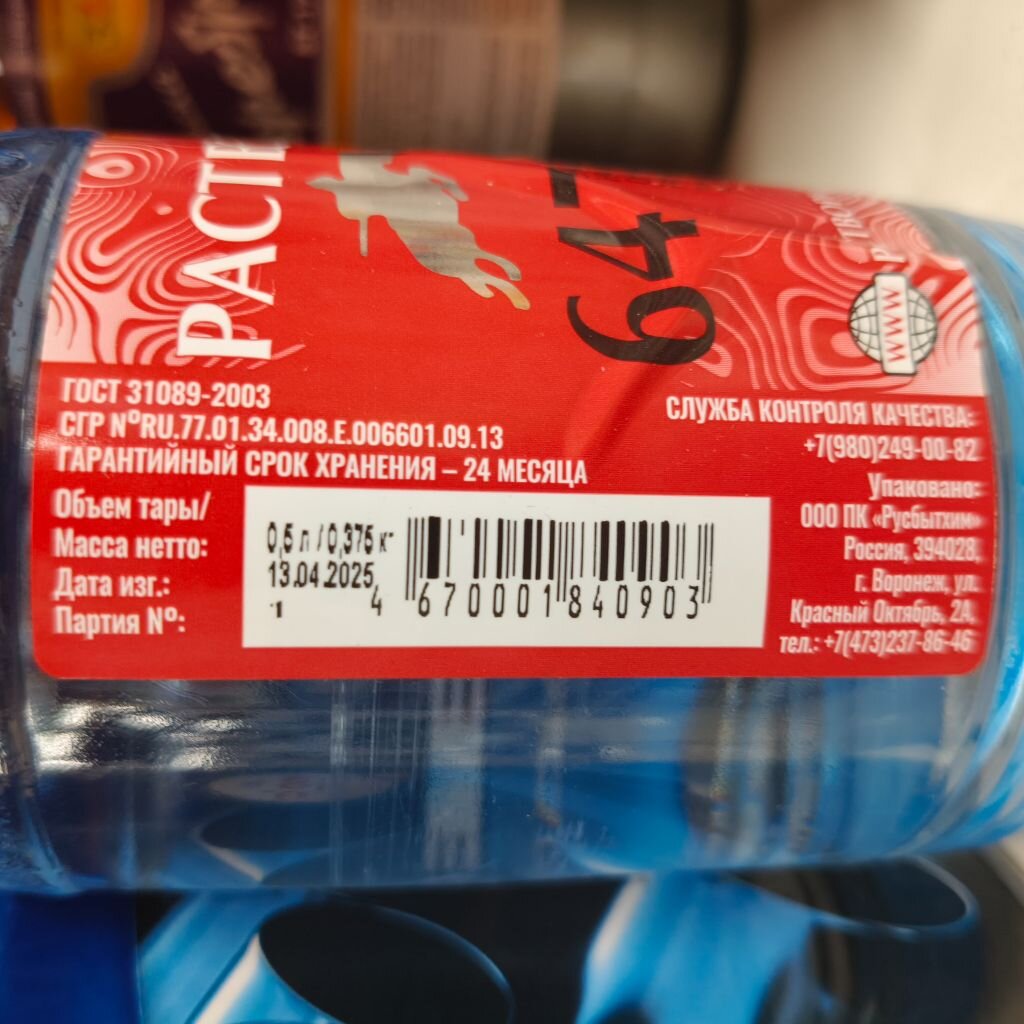 РАСТВ
647
WWW
ГОСТ 31089-2003
СГР №RU.77.01.34.008.Е.006601.09.13
ГАРАНТИЙНЫЙ СРОК ХРАНЕНИЯ – 24 МЕСЯЦА
Объем тары/
Масса нетто:
Дата изг.:
Партия №:
0,5 л /0,375 кг
13.04.2025
1
4 670001 840903
СЛУЖБА КОНТРОЛЯ КАЧЕСТВА:
+7(980)249-00-82
Упаковано:
ООО ПК «Русбытхим»
Россия, 394028,
г. Воронеж, ул.
Красный Октябрь, 2А,
тел.: +7(473)237-86-46